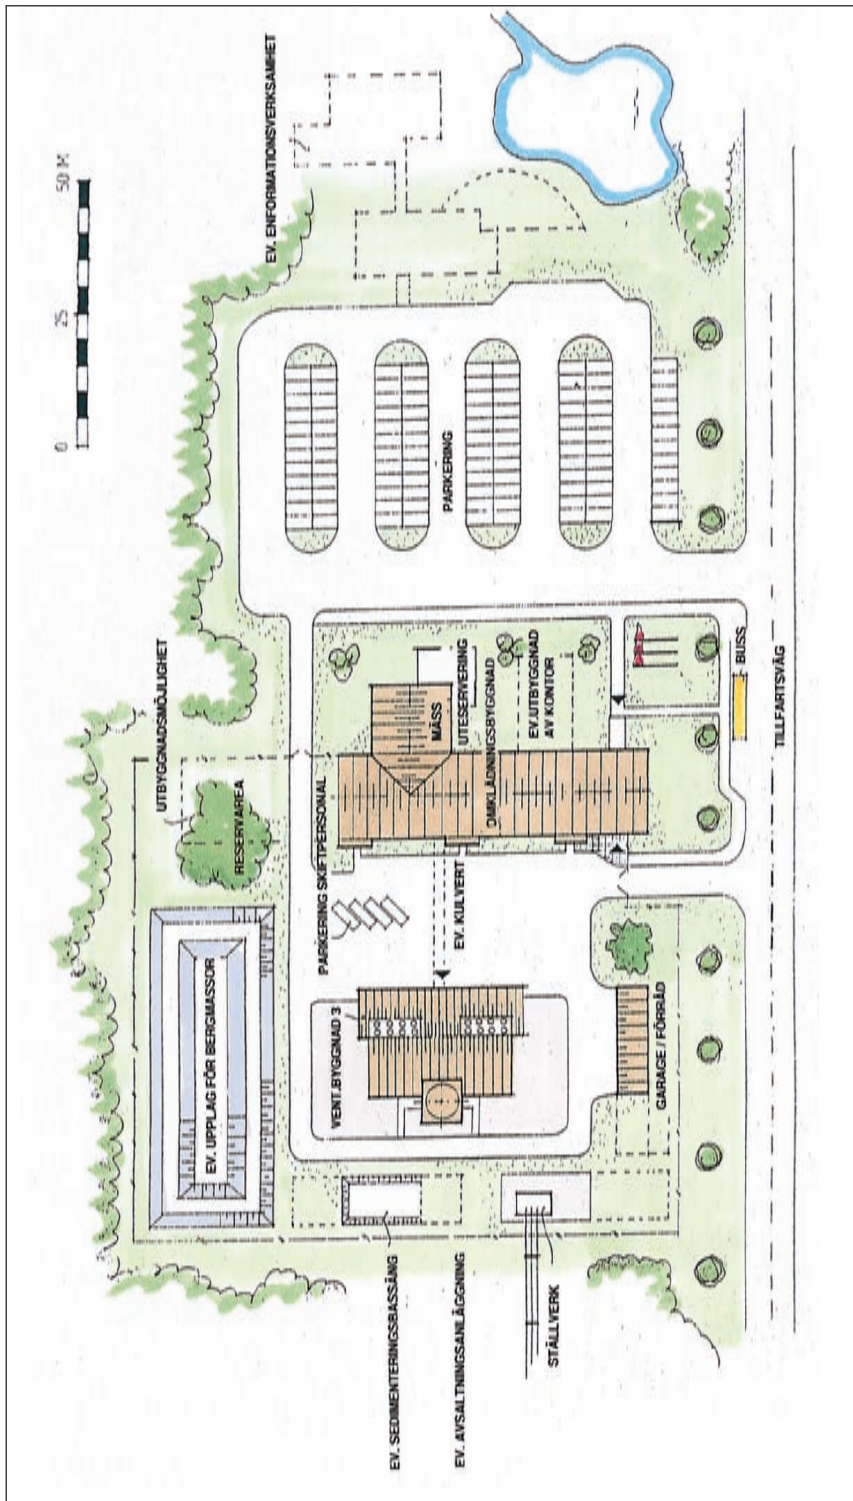 0 25 50 M
EV. ENFORMATIONSVERKSAMHET
UTBYGGNADSMÖJLIGHET
RESERVAREA
EV. UPPLAG FÖR BERGMASSOR
PARKERING SKIFTPERSONAL
PARKERING
MÄSS
UTESERVERING
OMKLÄDNINGSBYGGNAD
EV.UTBYGGNAD
AV KONTOR
EV. KULVERT
VENT.BYGGNAD 3
GARAGE / FÖRRÅD
BUSS
TILLFARTSVÄG
EV. SEDIMENTERINGSBASSÄNG
EV. AVSALTNINGSANLÄGGNING
STÄLLVERK